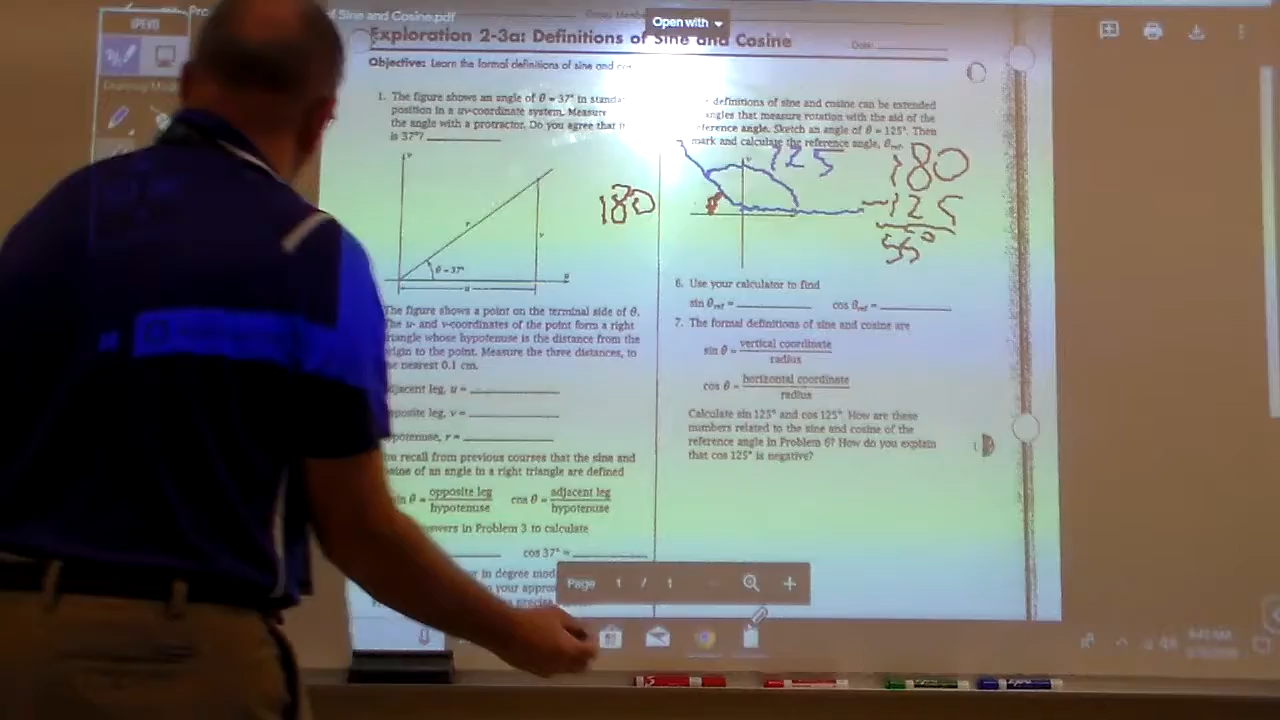 IPEVO
of Sine and Cosine.pdf
Open with
Exploration 2-3a: Definitions of Sine and Cosine
Date:
Objective: Learn the formal definitions of sine and
1. The figure shows an angle of θ = 37° in
position in a uv-coordinate system. Measure
the angle with a protractor. Do you agree that
is 37°?
v
r
v
θ = 37°
u
u
180
The figure shows a point on the terminal side of θ.
The u- and v-coordinates of the point form a right
triangle whose hypotenuse is the distance from the
origin to the point. Measure the three distances, to
nearest 0.1 cm.
leg, u =
leg, v =
r =
recall from previous courses that the sine and
of an angle in a right triangle are defined
θ = opposite leg / hypotenuse cos θ = adjacent leg / hypotenuse
in Problem 3 to calculate
cos 37° =
in degree
your
precise
definitions of sine and cosine can be extended
angles that measure rotation with the aid of the
reference angle. Sketch an angle of θ = 125°. Then
mark and calculate the reference angle, θref.
v
125
180
-125
55°
6. Use your calculator to find
sin θref = cos θref =
7. The formal definitions of sine and cosine are
sin θ = vertical coordinate / radius
cos θ = horizontal coordinate / radius
Calculate sin 125° and cos 125°. How are these
numbers related to the sine and cosine of the
reference angle in Problem 6? How do you explain
that cos 125° is negative?
Page 1 / 1